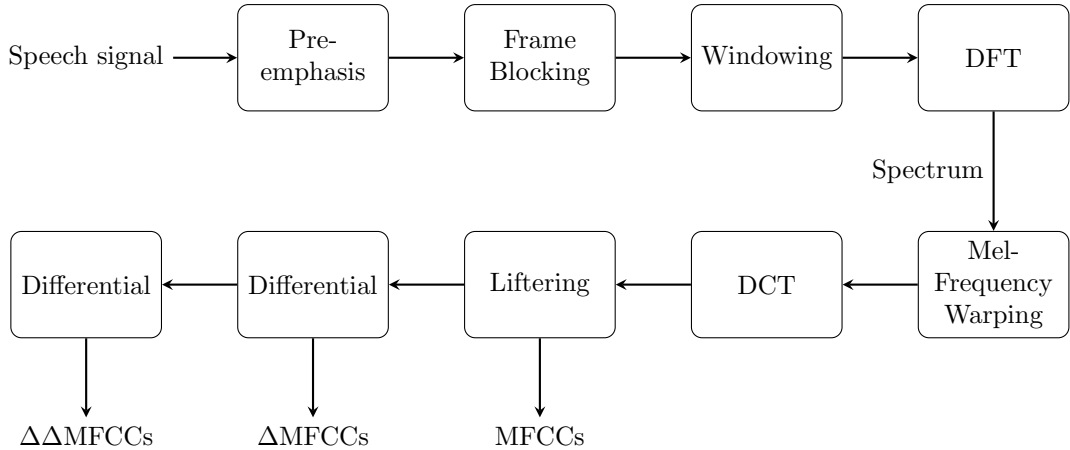 Speech signal
Pre-
emphasis
Frame
Blocking
Windowing
DFT
Spectrum
Differential
Differential
Liftering
DCT
Mel-
Frequency
Warping
ΔΔMFCCs
ΔMFCCs
MFCCs